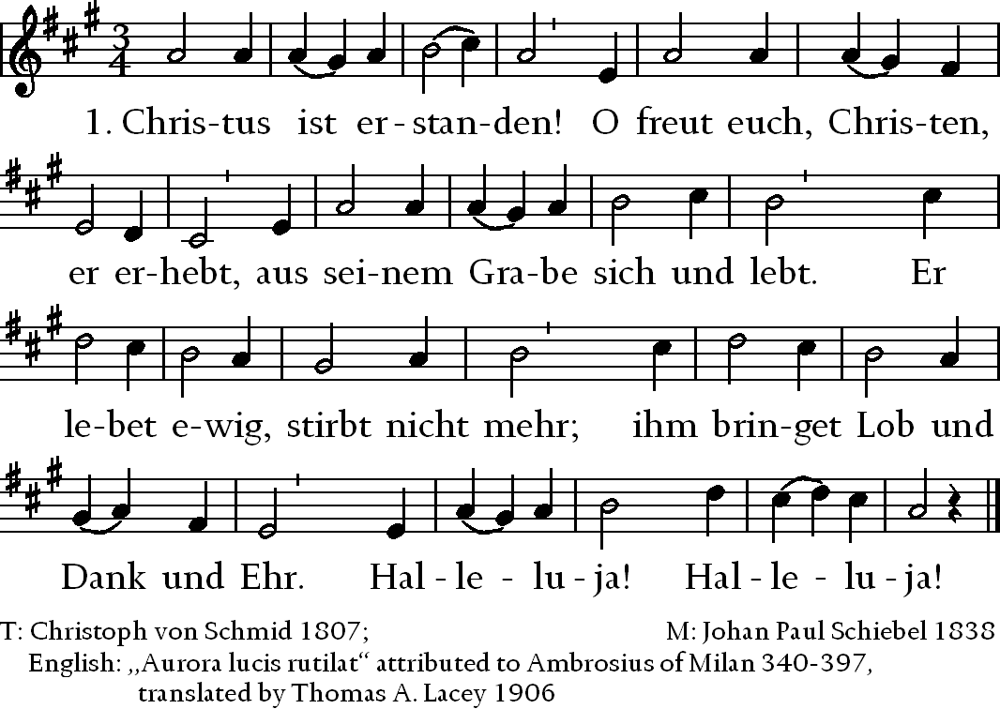 3
4
1. Chris-tus ist er-stan-den! O freut euch, Chris-ten,
er er-hebt, aus sei-nem Gra-be sich und lebt. Er
le-bet e-wig, stirbt nicht mehr; ihm brin-get Lob und
Dank und Ehr. Hal-le-lu-ja! Hal-le-lu-ja!
T: Christoph von Schmid 1807; M: Johan Paul Schiebel 1838
English: „Aurora lucis rutilat“ attributed to Ambrosius of Milan 340-397,
translated by Thomas A. Lacey 1906